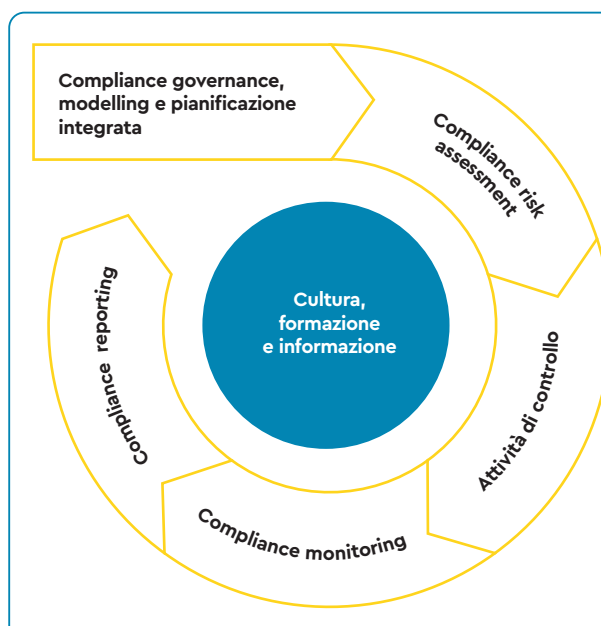 Compliance governance,
modelling e pianificazione
integrata
Compliance risk
assessment
Attività di controllo
Compliance monitoring
Compliance reporting
Cultura,
formazione
e informazione